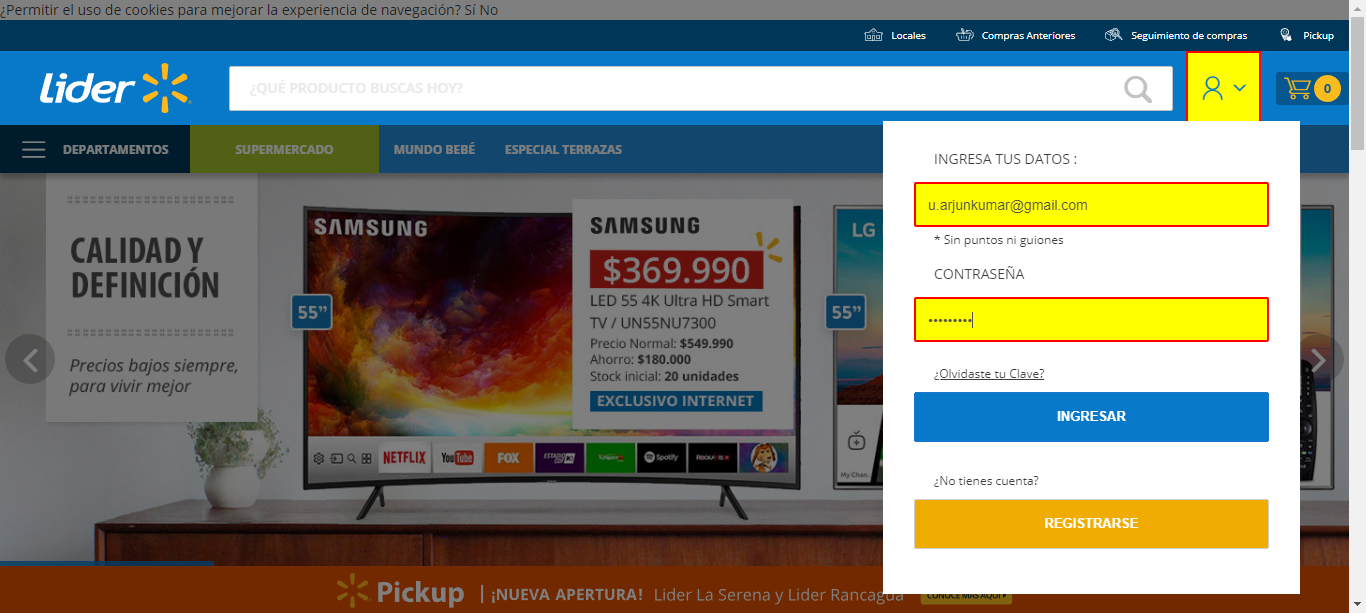 ¿Permitir el uso de cookies para mejorar la experiencia de navegación? Sí No
Locales Compras Anteriores Seguimiento de compras Pickup
Lider
¿QUÉ PRODUCTO BUSCAS HOY?
0
DEPARTAMENTOS SUPERMERCADO MUNDO BEBÉ ESPECIAL TERRAZAS
CALIDAD Y
DEFINICIÓN
Precios bajos siempre,
para vivir mejor
SAMSUNG
55”
SAMSUNG
$369.990
LED 55 4K Ultra HD Smart
TV / UN55NU7300
Precio Normal: $549.990
Ahorro: $180.000
Stock inicial: 20 unidades
EXCLUSIVO INTERNET
NETFLIX YouTube FOX Spotify
55”
LG
My Chan.
INGRESA TUS DATOS :
u.arjunkumar@gmail.com
* Sin puntos ni guiones
CONTRASEÑA
•••••••••
¿Olvidaste tu Clave?
INGRESAR
¿No tienes cuenta?
REGISTRARSE
Pickup | ¡NUEVA APERTURA! Lider La Serena y Lider Rancagua
CONOCE MÁS AQUÍ